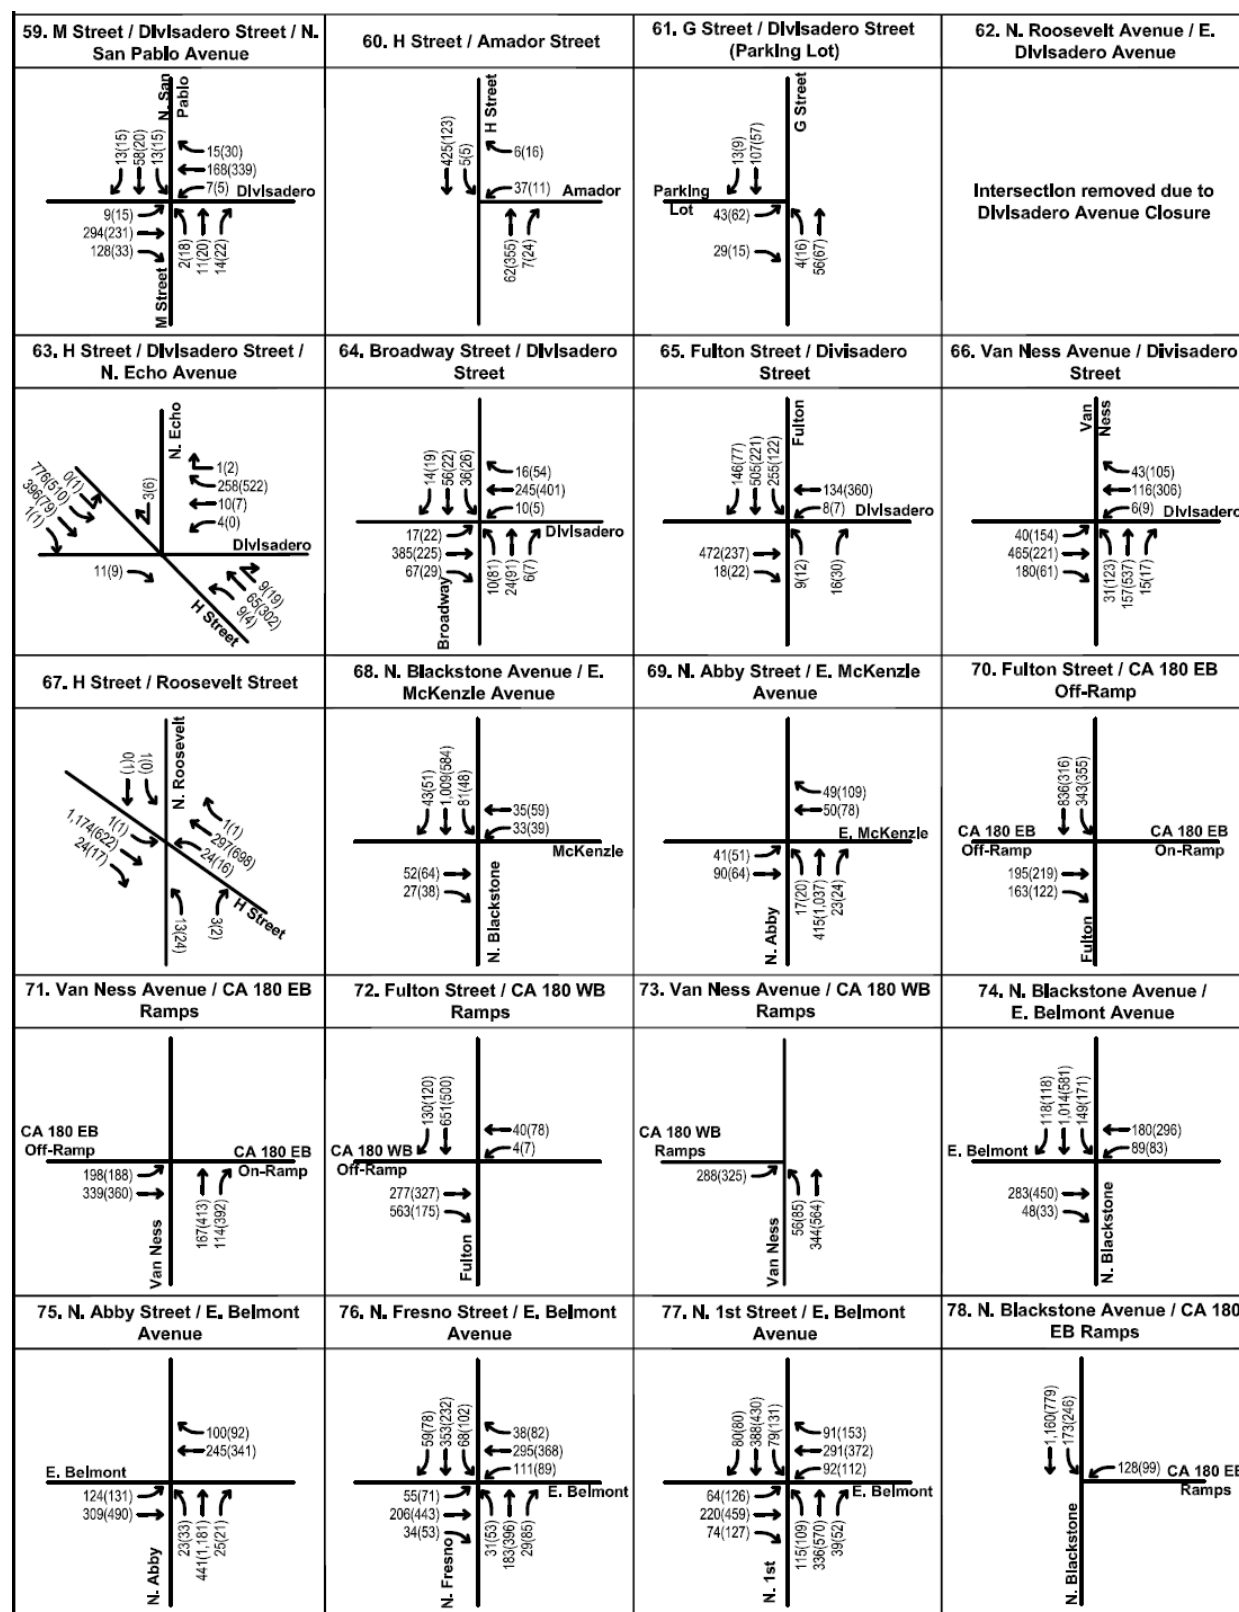 59. M Street / Divisadero Street / N.
San Pablo Avenue
N. San
Pablo
13(15)
58(20)
13(15)
15(30)
168(339)
7(5)
Divisadero
9(15)
294(231)
128(33)
2(18)
11(20)
14(22)
M Street
60. H Street / Amador Street
H Street
425(123)
5(5)
6(16)
37(11)
Amador
62(355)
7(24)
61. G Street / Divisadero Street
(Parking Lot)
G Street
13(9)
107(57)
Parking
Lot
43(62)
29(15)
4(16)
56(67)
62. N. Roosevelt Avenue / E.
Divisadero Avenue
Intersection removed due to
Divisadero Avenue Closure
63. H Street / Divisadero Street /
N. Echo Avenue
N. Echo
0(1)
776(510)
396(79)
1(1)
3(6)
1(2)
258(522)
10(7)
4(0)
Divisadero
11(9)
9(19)
65(302)
9(4)
H Street
64. Broadway Street / Divisadero
Street
14(19)
56(22)
36(26)
16(54)
245(401)
10(5)
Divisadero
17(22)
385(225)
67(29)
10(81)
24(91)
6(7)
Broadway
65. Fulton Street / Divisadero
Street
Fulton
146(77)
505(221)
255(122)
134(360)
8(7)
Divisadero
472(237)
18(22)
9(12)
16(30)
66. Van Ness Avenue / Divisadero
Street
Van
Ness
43(105)
116(306)
6(9)
Divisadero
40(154)
465(221)
180(61)
31(123)
157(537)
15(17)
67. H Street / Roosevelt Street
N. Roosevelt
0(1)
1(0)
1(1)
1,174(622)
24(17)
1(1)
297(698)
24(16)
13(24)
3(2)
H Street
68. N. Blackstone Avenue / E.
McKenzie Avenue
43(51)
1,009(584)
81(48)
35(59)
33(39)
McKenzie
52(64)
27(38)
N. Blackstone
69. N. Abby Street / E. McKenzie
Avenue
49(109)
50(78)
E. McKenzie
41(51)
90(64)
17(20)
415(1,037)
23(24)
N. Abby
70. Fulton Street / CA 180 EB
Off-Ramp
836(316)
343(355)
CA 180 EB
Off-Ramp
CA 180 EB
On-Ramp
195(219)
163(122)
Fulton
71. Van Ness Avenue / CA 180 EB
Ramps
CA 180 EB
Off-Ramp
CA 180 EB
On-Ramp
198(188)
339(360)
167(413)
114(392)
Van Ness
72. Fulton Street / CA 180 WB
Ramps
130(120)
651(500)
40(78)
4(7)
CA 180 WB
Off-Ramp
277(327)
563(175)
Fulton
73. Van Ness Avenue / CA 180 WB
Ramps
CA 180 WB
Ramps
288(325)
56(85)
344(564)
Van Ness
74. N. Blackstone Avenue /
E. Belmont Avenue
118(118)
1,014(581)
149(171)
180(296)
89(83)
E. Belmont
283(450)
48(33)
N. Blackstone
75. N. Abby Street / E. Belmont
Avenue
100(92)
245(341)
E. Belmont
124(131)
309(490)
23(33)
441(1,181)
25(21)
N. Abby
76. N. Fresno Street / E. Belmont
Avenue
59(78)
353(232)
68(102)
38(82)
295(368)
111(89)
E. Belmont
55(71)
206(443)
34(53)
31(53)
183(396)
29(85)
N. Fresno
77. N. 1st Street / E. Belmont
Avenue
80(80)
388(430)
79(131)
91(153)
291(372)
92(112)
E. Belmont
64(126)
220(459)
74(127)
115(109)
336(570)
39(52)
N. 1st
78. N. Blackstone Avenue / CA 180
EB Ramps
1,160(779)
173(246)
128(99)
CA 180 EB
Ramps
N. Blackstone